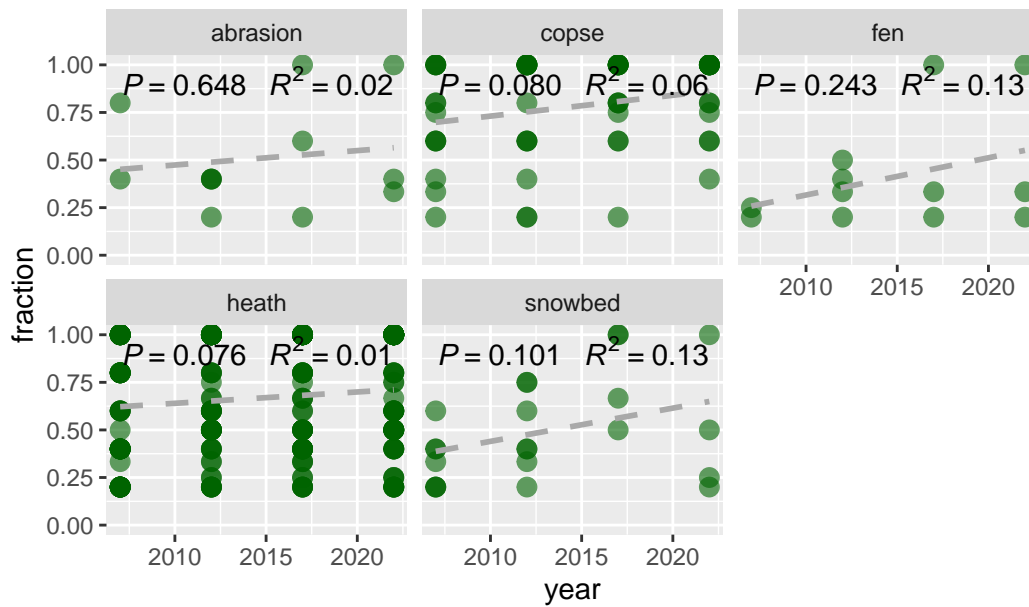 abrasion copse fen
1.00
0.75
0.50
0.25
0.00
P = 0.648 R² = 0.02
P = 0.080 R² = 0.06
P = 0.243 R² = 0.13
2010 2015 2020
heath snowbed
1.00
0.75
0.50
0.25
0.00
P = 0.076 R² = 0.01
P = 0.101 R² = 0.13
2010 2015 2020
2010 2015 2020
fraction
year